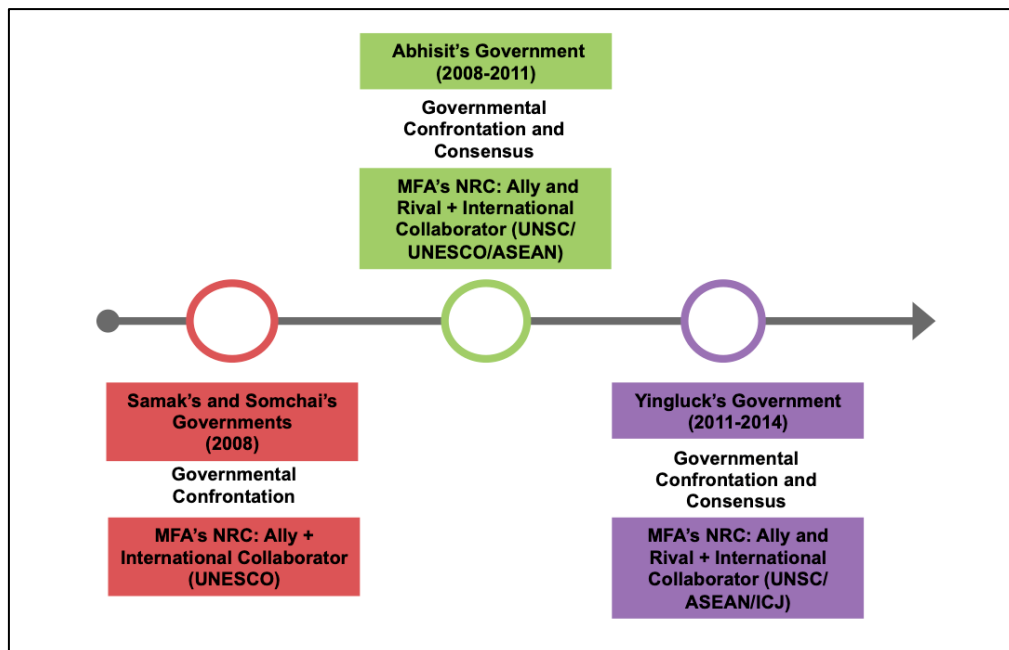 Abhisit's Government
(2008-2011)
Governmental
Confrontation and
Consensus
MFA's NRC: Ally and
Rival + International
Collaborator (UNSC/
UNESCO/ASEAN)
Samak's and Somchai's
Governments
(2008)
Governmental
Confrontation
MFA's NRC: Ally +
International Collaborator
(UNESCO)
Yingluck's Government
(2011-2014)
Governmental
Confrontation and
Consensus
MFA's NRC: Ally and
Rival + International
Collaborator (UNSC/
ASEAN/ICJ)